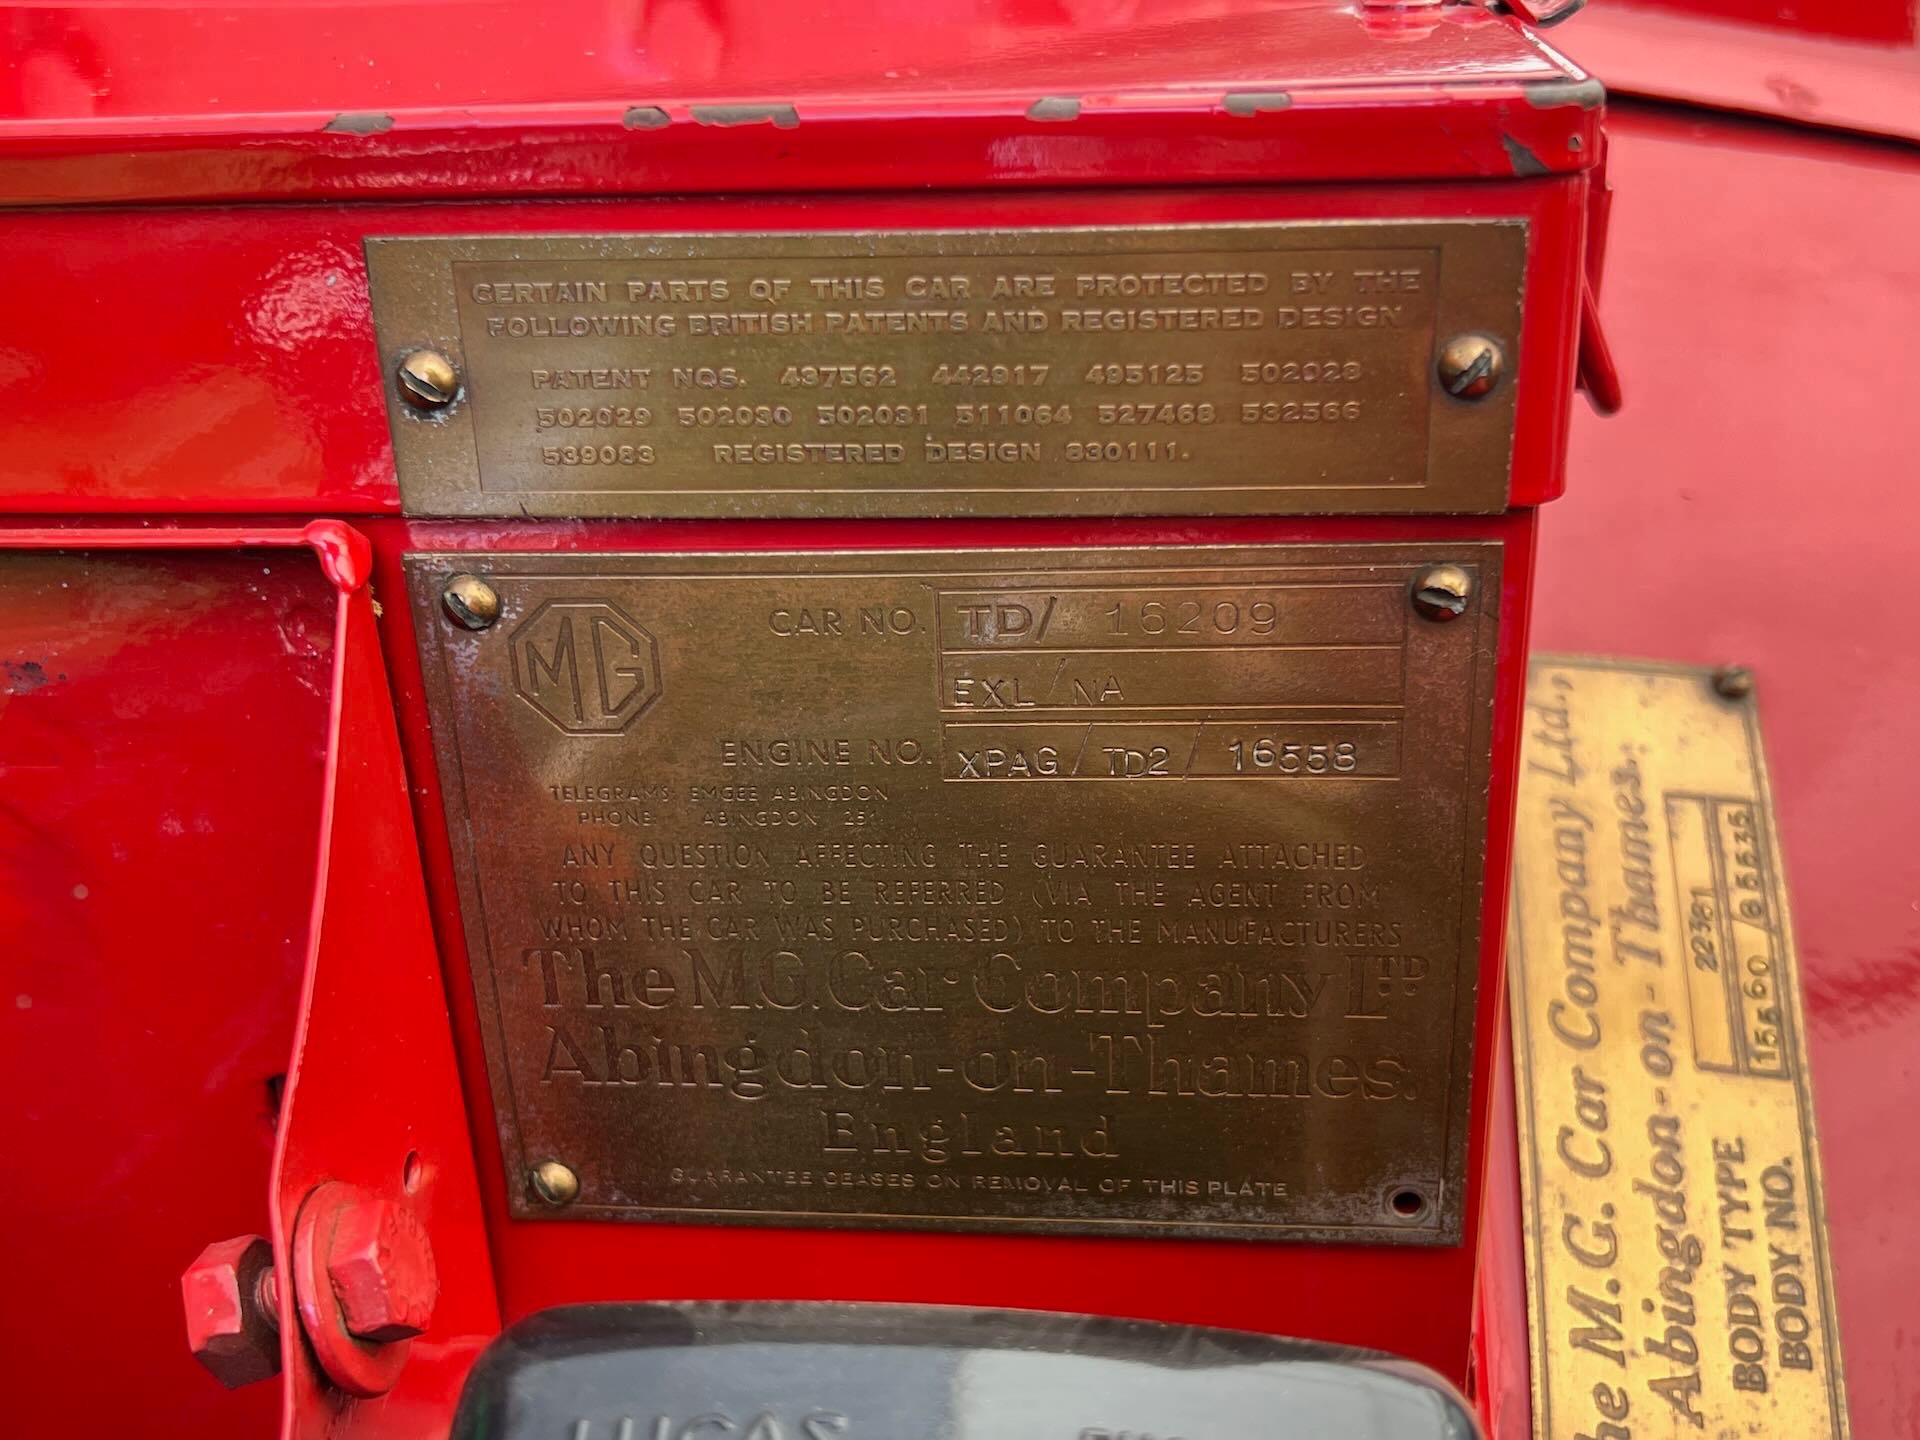 CERTAIN PARTS OF THIS CAR ARE PROTECTED BY THE
FOLLOWING BRITISH PATENTS AND REGISTERED DESIGN
PATENT NOS. 437562 442917 495125 502028
502029 502030 502031 511064 527468 532566
539083 REGISTERED DESIGN 830111.
MG
CAR NO. TD/ 16209
EXL/NA
ENGINE NO. XPAG / TD2 / 16558
TELEGRAMS: EMGEE ABINGDON
PHONE: ABINGDON 251
ANY QUESTION AFFECTING THE GUARANTEE ATTACHED
TO THIS CAR TO BE REFERRED (VIA THE AGENT FROM
WHOM THE CAR WAS PURCHASED) TO THE MANUFACTURERS
The M.G. Car Company LTD.
Abingdon-on-Thames.
England
GUARANTEE CEASES ON REMOVAL OF THIS PLATE
he M.G. Car Company Ltd.,
Abingdon-on-Thames.
BODY TYPE 22381
BODY NO. 15560/85535
LUCAS